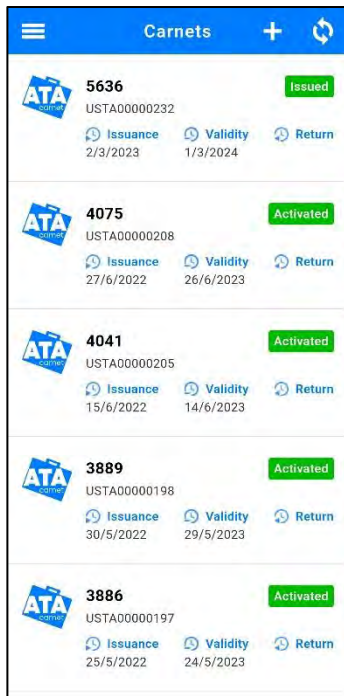 Carnets
ATA
carnet
5636
Issued
USTA00000232
Issuance Validity Return
2/3/2023 1/3/2024
ATA
carnet
4075
Activated
USTA00000208
Issuance Validity Return
27/6/2022 26/6/2023
ATA
carnet
4041
Activated
USTA00000205
Issuance Validity Return
15/6/2022 14/6/2023
ATA
carnet
3889
Activated
USTA00000198
Issuance Validity Return
30/5/2022 29/5/2023
ATA
carnet
3886
Activated
USTA00000197
Issuance Validity Return
25/5/2022 24/5/2023